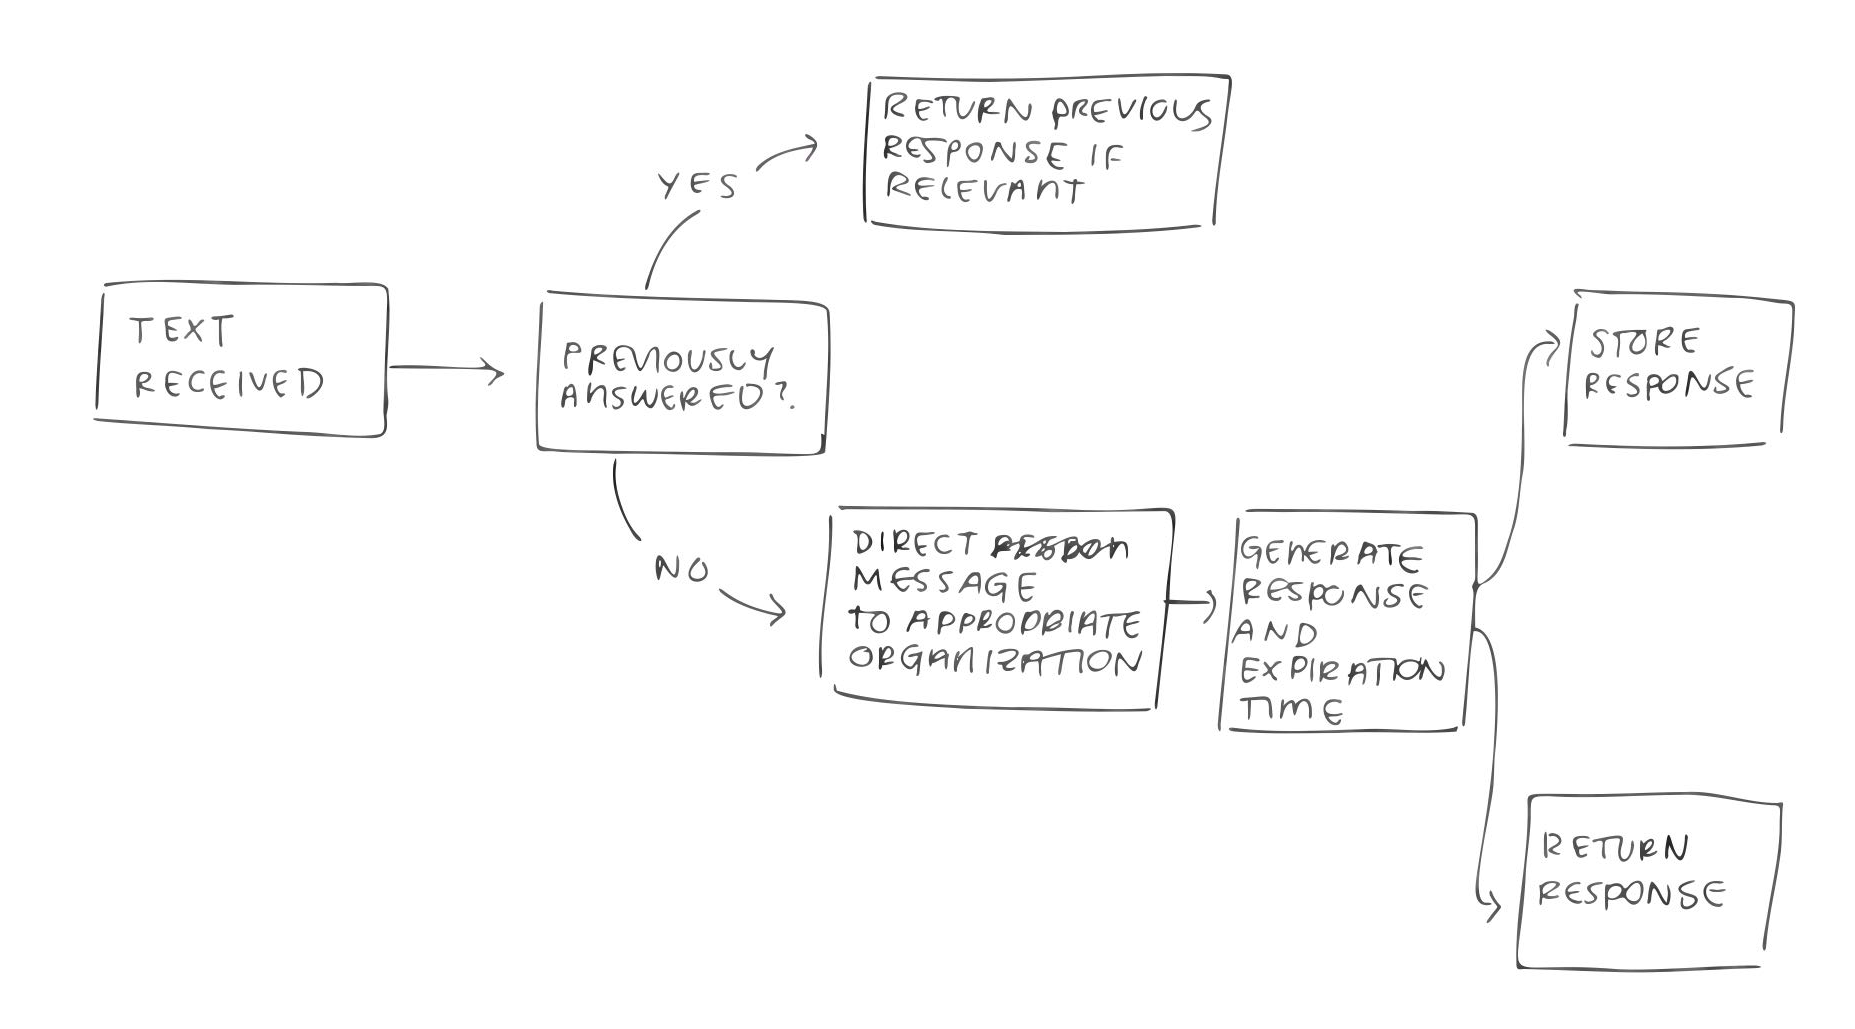 TEXT
RECEIVED
PREVIOUSLY
ANSWERED?
YES
RETURN PREVIOUS
RESPONSE IF
RELEVANT
NO
DIRECT
MESSAGE
TO APPROPRIATE
ORGANIZATION
GENERATE
RESPONSE
AND
EXPIRATION
TIME
STORE
RESPONSE
RETURN
RESPONSE